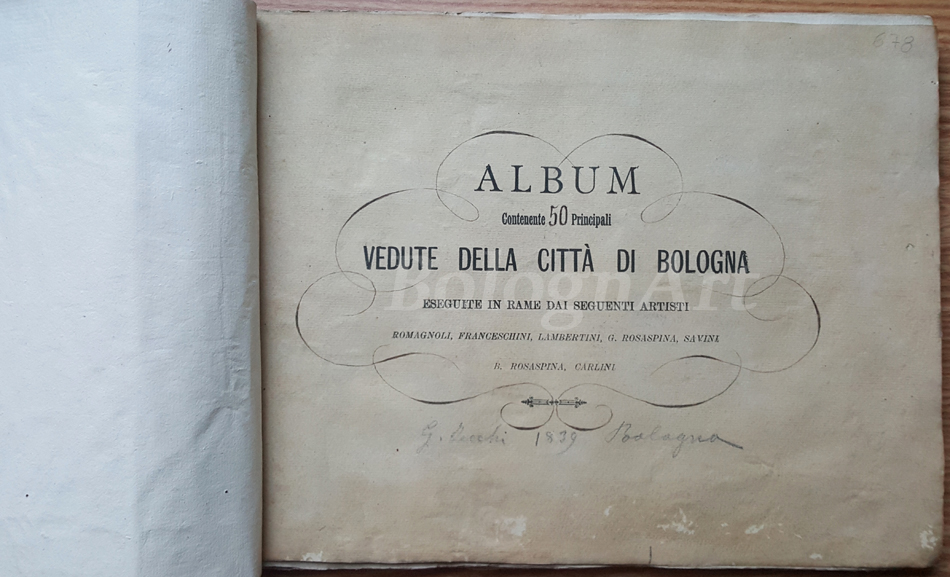 678
ALBUM
Contenente 50 Principali
VEDUTE DELLA CITTÀ DI BOLOGNA
BolognArt
ESEGUITE IN RAME DAI SEGUENTI ARTISTI
ROMAGNOLI, FRANCESCHINI, LAMBERTINI, G. ROSASPINA, SAVINI
B. ROSASPINA, CARLINI
G. 1839 Bologna